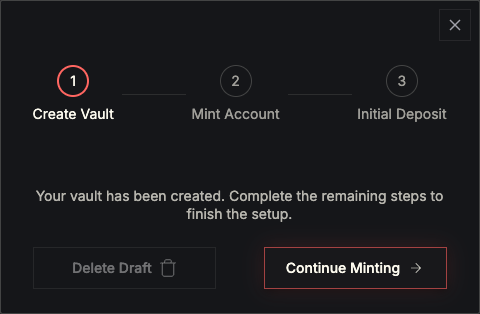 1
2
3
Create Vault
Mint Account
Initial Deposit
Your vault has been created. Complete the remaining steps to
finish the setup.
Delete Draft
Continue Minting